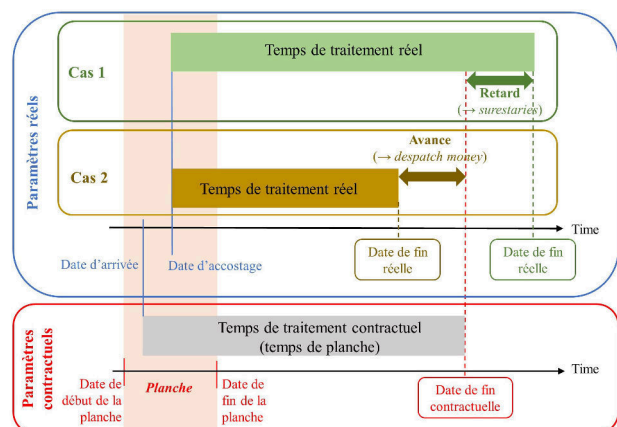 Paramètres réels
Cas 1
Temps de traitement réel
Retard
(→ surestaries)
Cas 2
Avance
(→ despatch money)
Temps de traitement réel
Time
Date d'arrivée
Date d'accostage
Date de fin
réelle
Date de fin
réelle
Paramètres
contractuels
Temps de traitement contractuel
(temps de planche)
Time
Date de
début de la
planche
Planche
Date de
fin de la
planche
Date de fin
contractuelle